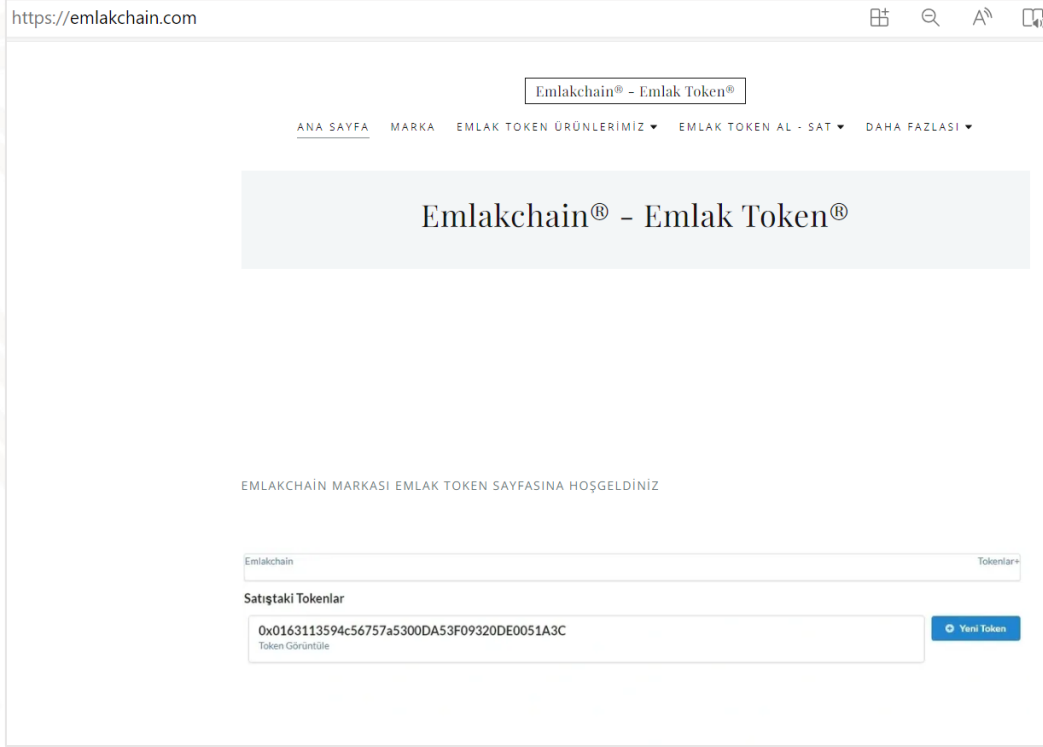 https://emlakchain.com
Emlakchain® - Emlak Token®
ANA SAYFA MARKA EMLAK TOKEN ÜRÜNLERİMİZ EMLAK TOKEN AL - SAT DAHA FAZLASI
Emlakchain® - Emlak Token®
EMLAKCHAİN MARKASI EMLAK TOKEN SAYFASINA HOŞGELDİNİZ
Emlakchain Tokenlar+
Satıştaki Tokenlar
0x0163113594c56757a5300DA53F09320DE0051A3C
Yeni Token
Token Görüntüle